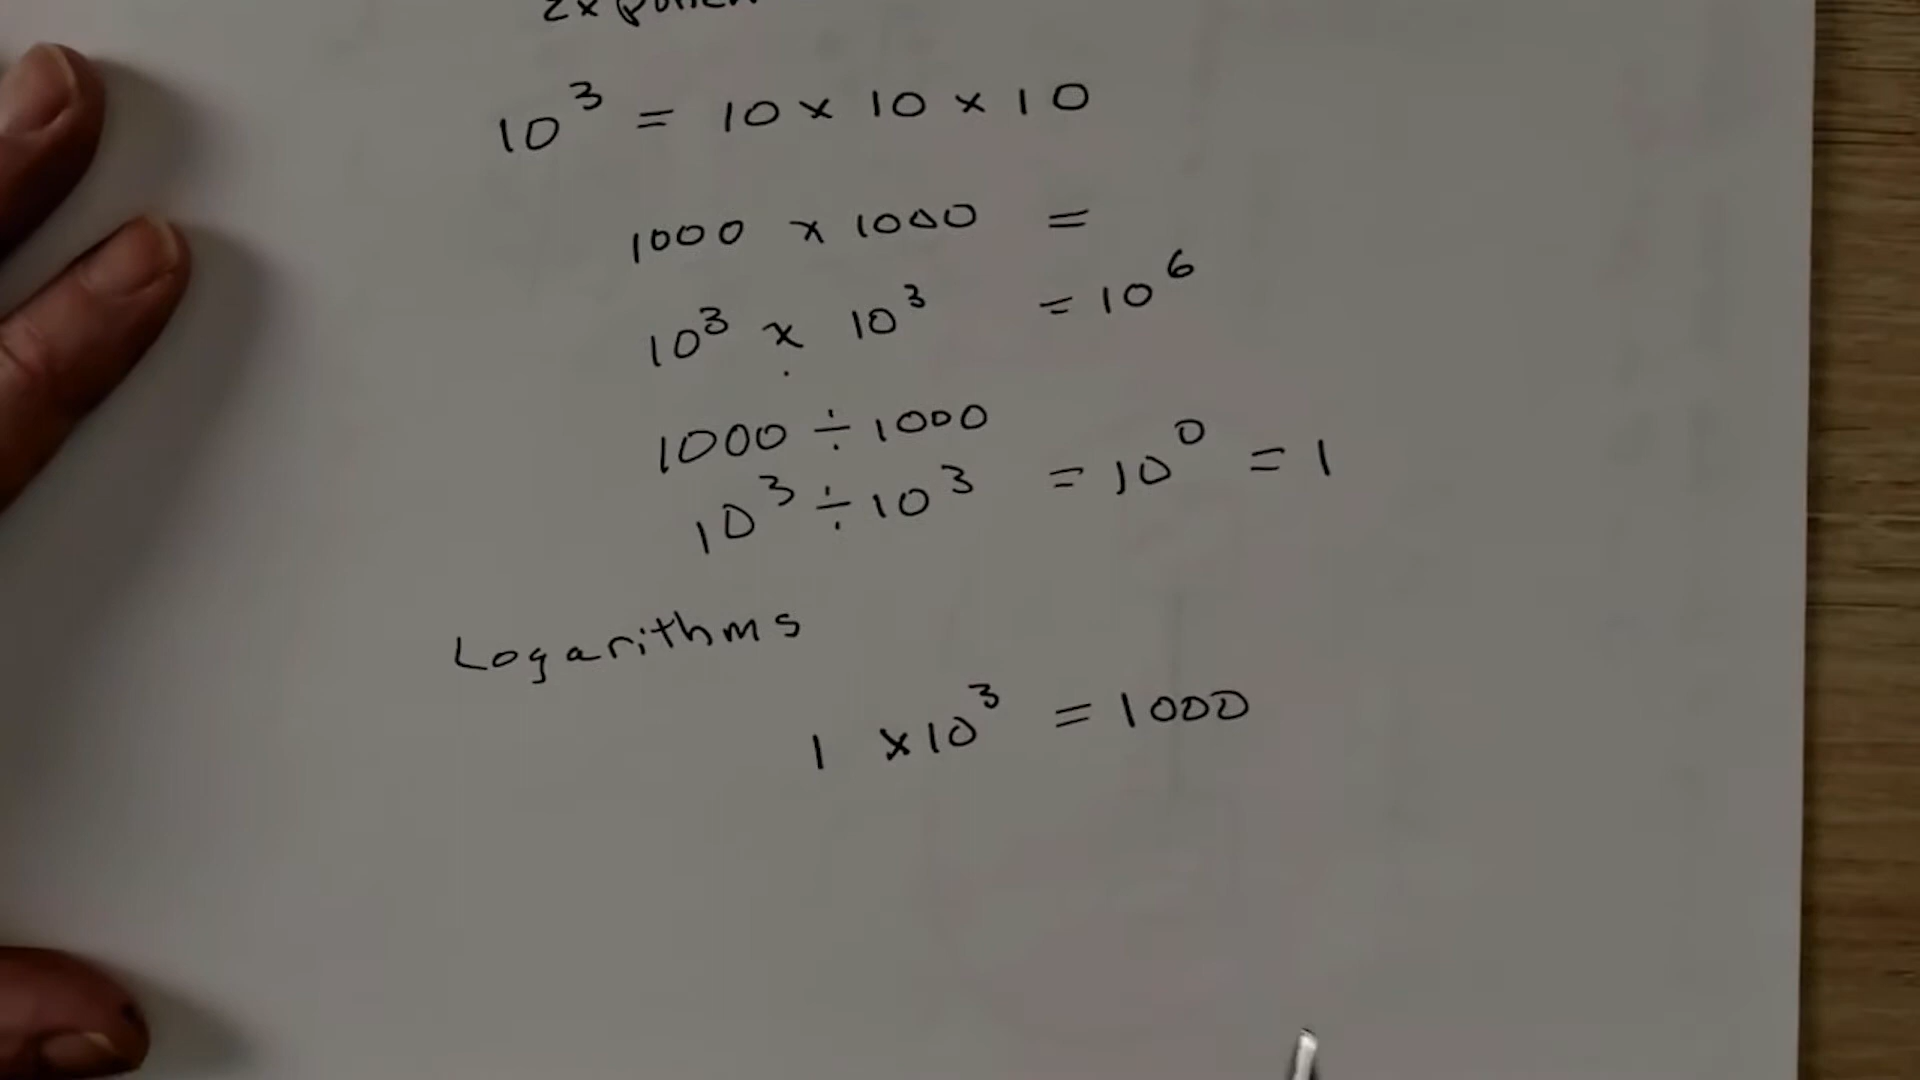 10³ = 10 x 10 x 10
1000 x 1000 =
10³ x 10³ = 10⁶
1000 ÷ 1000
10³ ÷ 10³ = 10⁰ = 1
Logarithms
1 x 10³ = 1000